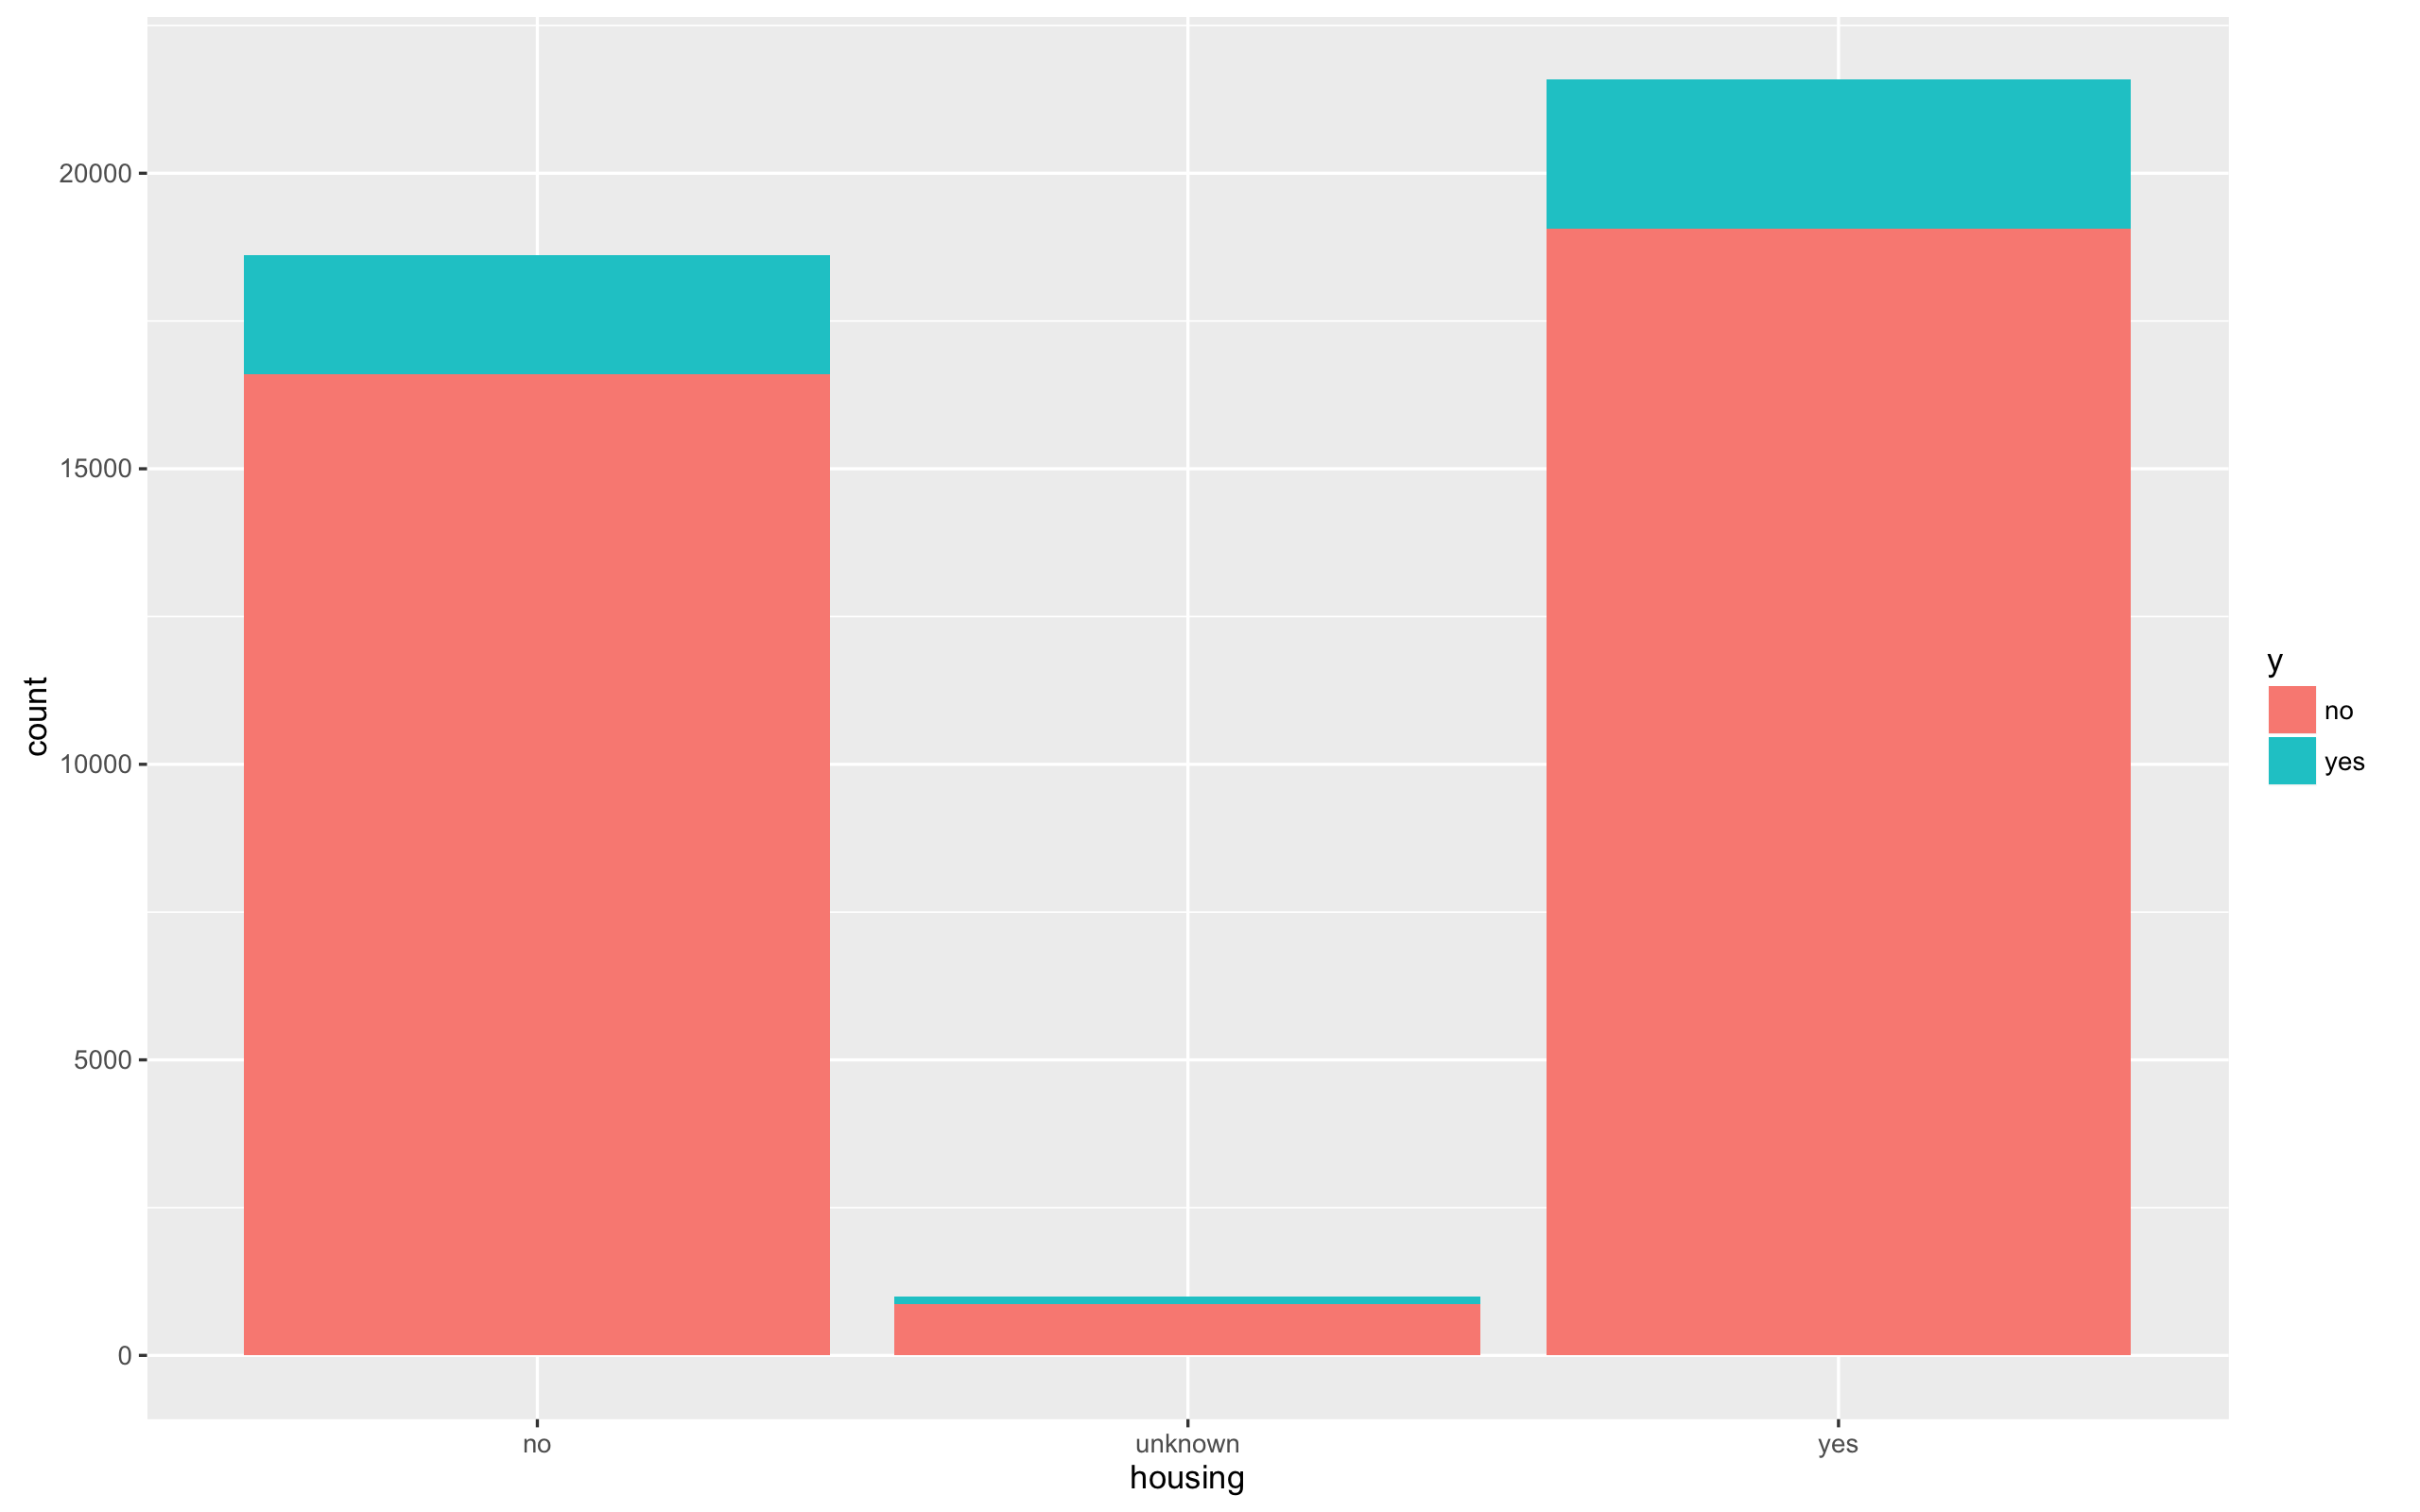 20000
15000
10000
5000
0
count
no
unknown
yes
housing
y
no
yes